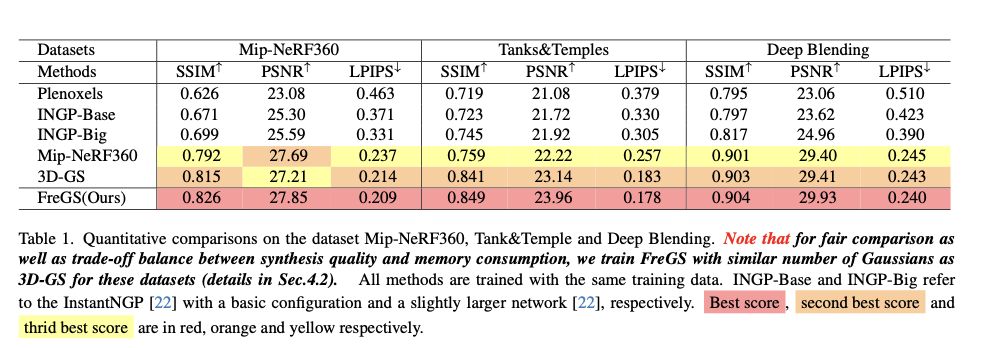 Datasets Mip-NeRF360 Tanks&Temples Deep Blending
Methods SSIM↑ PSNR↑ LPIPS↓ SSIM↑ PSNR↑ LPIPS↓ SSIM↑ PSNR↑ LPIPS↓
Plenoxels 0.626 23.08 0.463 0.719 21.08 0.379 0.795 23.06 0.510
INGP-Base 0.671 25.30 0.371 0.723 21.72 0.330 0.797 23.62 0.423
INGP-Big 0.699 25.59 0.331 0.745 21.92 0.305 0.817 24.96 0.390
Mip-NeRF360 0.792 27.69 0.237 0.759 22.22 0.257 0.901 29.40 0.245
3D-GS 0.815 27.21 0.214 0.841 23.14 0.183 0.903 29.41 0.243
FreGS(Ours) 0.826 27.85 0.209 0.849 23.96 0.178 0.904 29.93 0.240
Table 1. Quantitative comparisons on the dataset Mip-NeRF360, Tank&Temple and Deep Blending. Note that for fair comparison as
well as trade-off balance between synthesis quality and memory consumption, we train FreGS with similar number of Gaussians as
3D-GS for these datasets (details in Sec.4.2). All methods are trained with the same training data. INGP-Base and INGP-Big refer
to the InstantNGP [22] with a basic configuration and a slightly larger network [22], respectively. Best score , second best score and
thrid best score are in red, orange and yellow respectively.